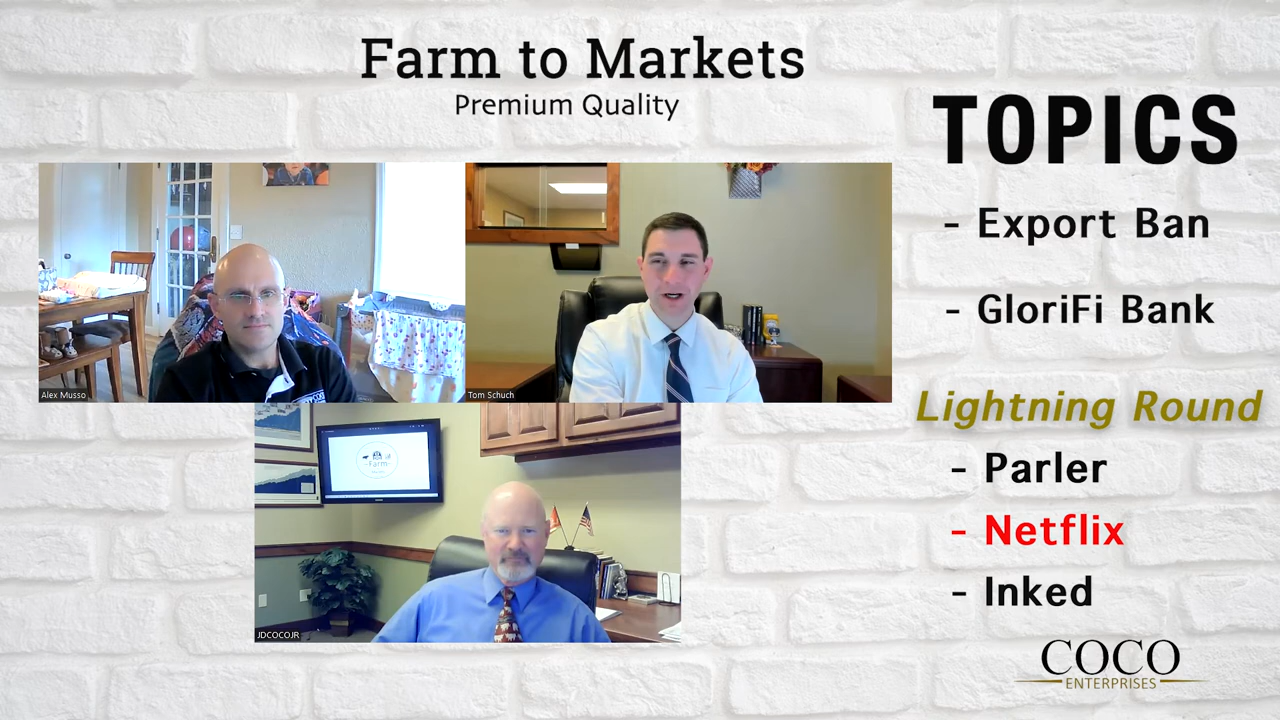 Farm to Markets
Premium Quality
TOPICS
- Export Ban
- GloriFi Bank
Lightning Round
- Parler
- Netflix
- Inked
Alex Musso
Tom Schuch
Farm
JDCOCOJR
COCO
ENTERPRISES